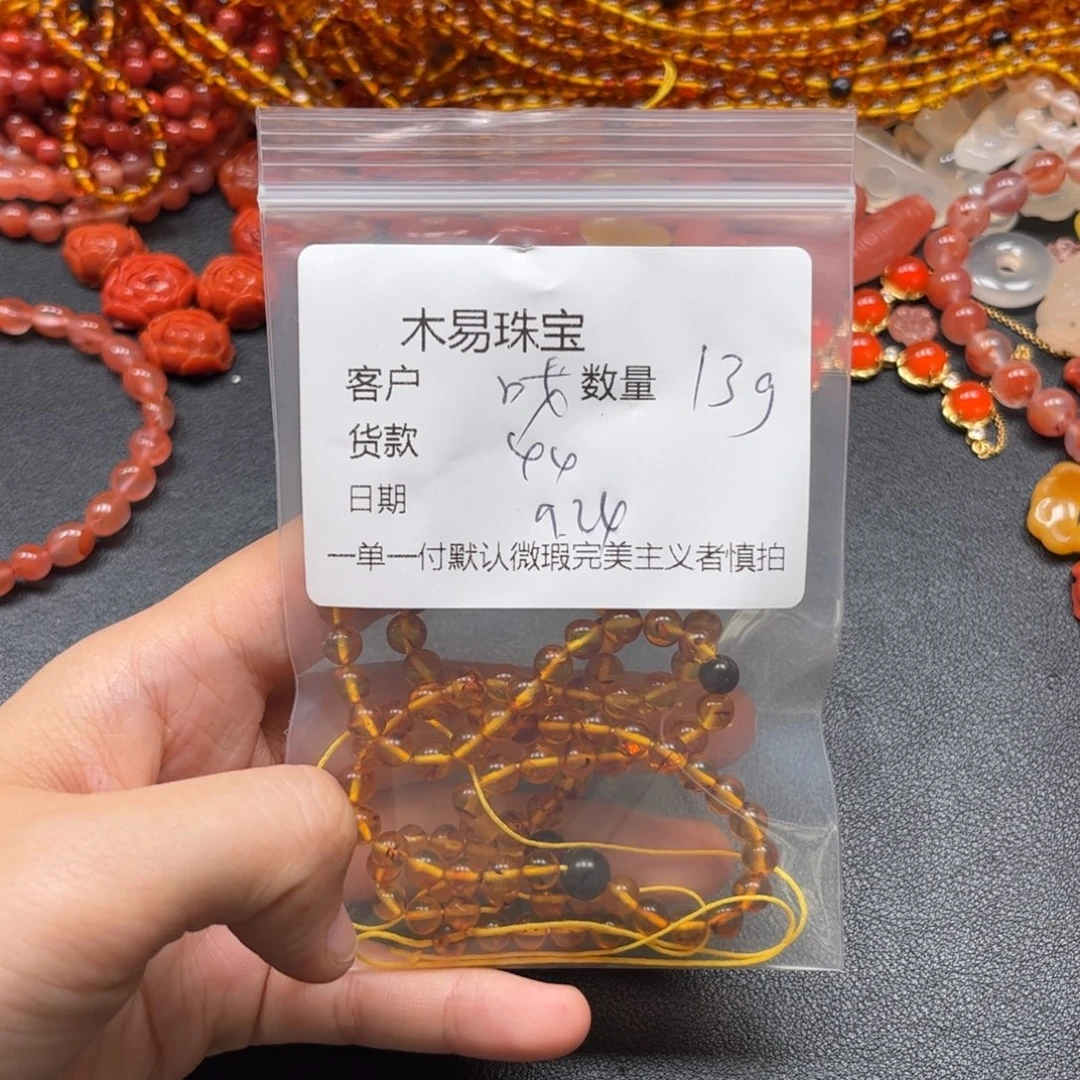 木易珠宝
客户 数量 13g
货款 44
日期 9.24
一单一付默认微瑕完美主义者慎拍